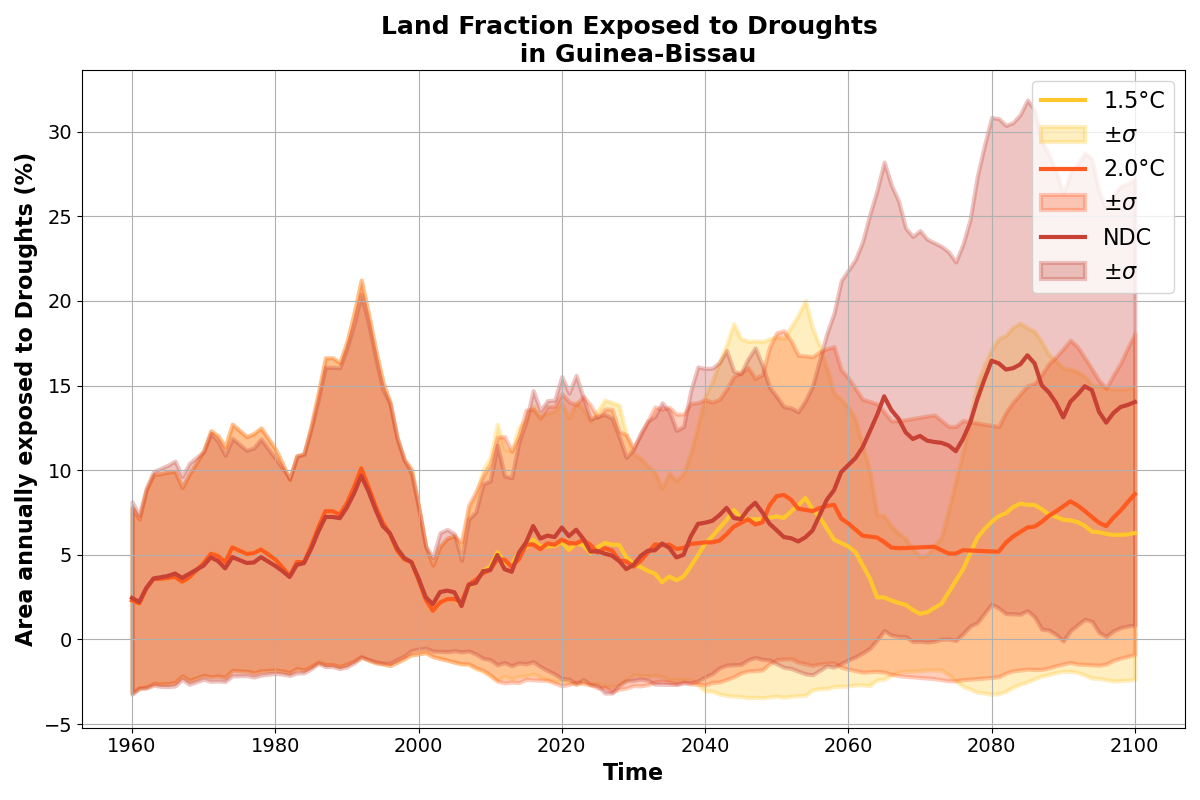 Land Fraction Exposed to Droughts
in Guinea-Bissau
Area annually exposed to Droughts (%)
30
25
20
15
10
5
0
−5
1960
1980
2000
2020
2040
2060
2080
2100
Time
1.5°C
±σ
2.0°C
±σ
NDC
±σ